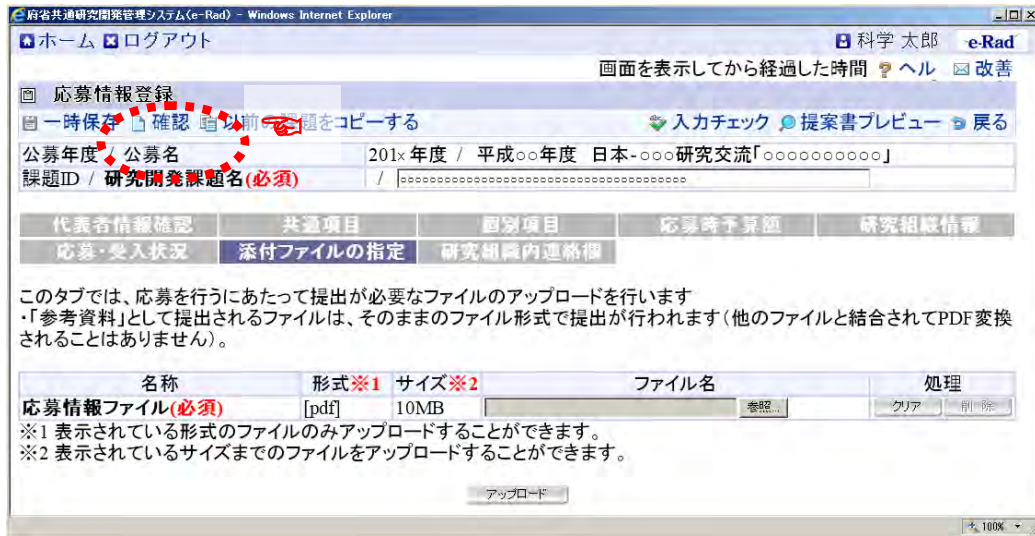 府省共通研究開発管理システム(e-Rad) - Windows Internet Explorer
ホーム ログアウト 科学 太郎 e-Rad
画面を表示してから経過した時間 ヘル 改善
応募情報登録
一時保存 確認 以前の課題をコピーする 入力チェック 提案書プレビュー 戻る
公募年度 / 公募名 201x年度 / 平成○○年度 日本-○○○研究交流「○○○○○○○○○○」
課題ID / 研究開発課題名(必須) /
代表者情報確認 共通項目 個別項目 応募時予算額 研究組織情報
応募・受入状況 添付ファイルの指定 研究組織内連絡欄
このタブでは、応募を行うにあたって提出が必要なファイルのアップロードを行います
・「参考資料」として提出されるファイルは、そのままのファイル形式で提出が行われます（他のファイルと結合されてPDF変換
されることはありません）。
名称 形式※1 サイズ※2 ファイル名 処理
応募情報ファイル(必須) [pdf] 10MB 参照... クリア 削除
※1 表示されている形式のファイルのみアップロードすることができます。
※2 表示されているサイズまでのファイルをアップロードすることができます。
アップロード
100%